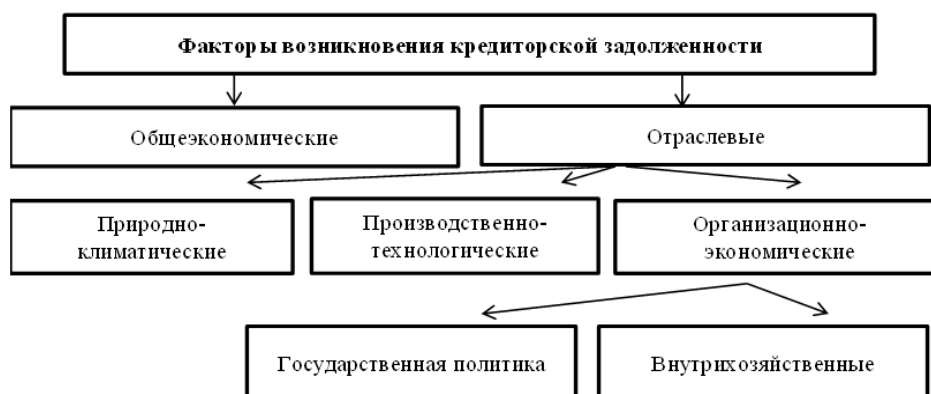 Факторы возникновения кредиторской задолженности
Общеэкономические
Отраслевые
Природно-
климатические
Производственно-
технологические
Организационно-
экономические
Государственная политика
Внутрихозяйственные